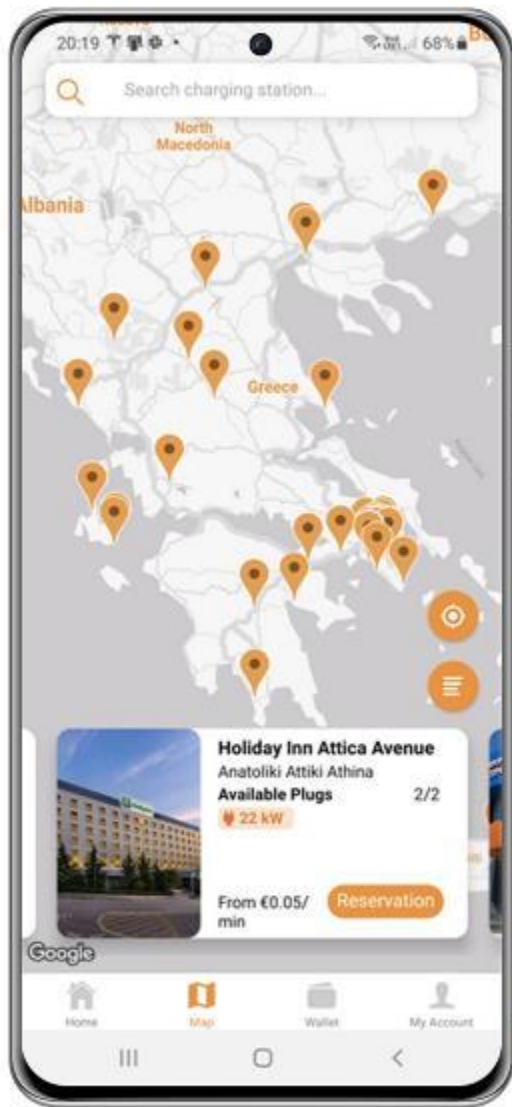 20:19
68%
Search charging station...
North
Macedonia
Albania
Greece
Holiday Inn Attica Avenue
Anatoliki Attiki Athina
Available Plugs 2/2
22 kW
From €0.05/
min
Reservation
Google
Home Map Wallet My Account